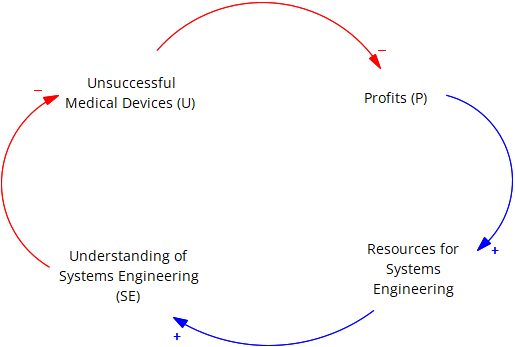 −
−
Unsuccessful
Medical Devices (U)
Profits (P)
+
Understanding of
Systems Engineering
(SE)
Resources for
Systems
Engineering
+